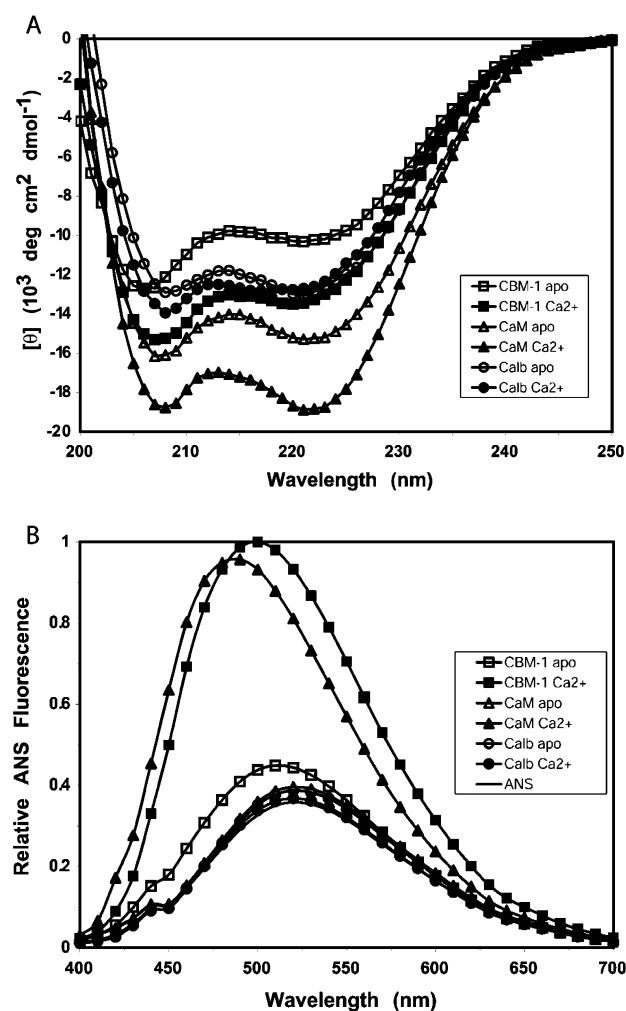 A
0
-2
-4
-6
-8
-10
-12
-14
-16
-18
-20
[θ] (10³ deg cm² dmol⁻¹)
CBM-1 apo
CBM-1 Ca2+
CaM apo
CaM Ca2+
Calb apo
Calb Ca2+
200 210 220 230 240 250
Wavelength (nm)
B
1
0.8
0.6
0.4
0.2
0
Relative ANS Fluorescence
CBM-1 apo
CBM-1 Ca2+
CaM apo
CaM Ca2+
Calb apo
Calb Ca2+
ANS
400 450 500 550 600 650 700
Wavelength (nm)